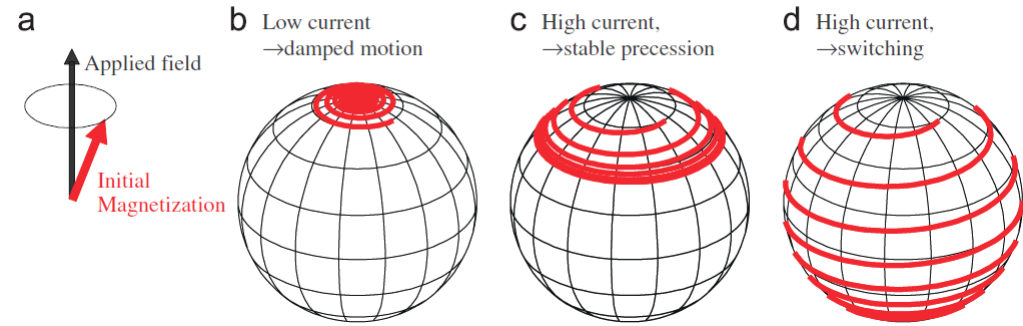 a
Applied field
Initial
Magnetization
b
Low current
→damped motion
c
High current,
→stable precession
d
High current,
→switching